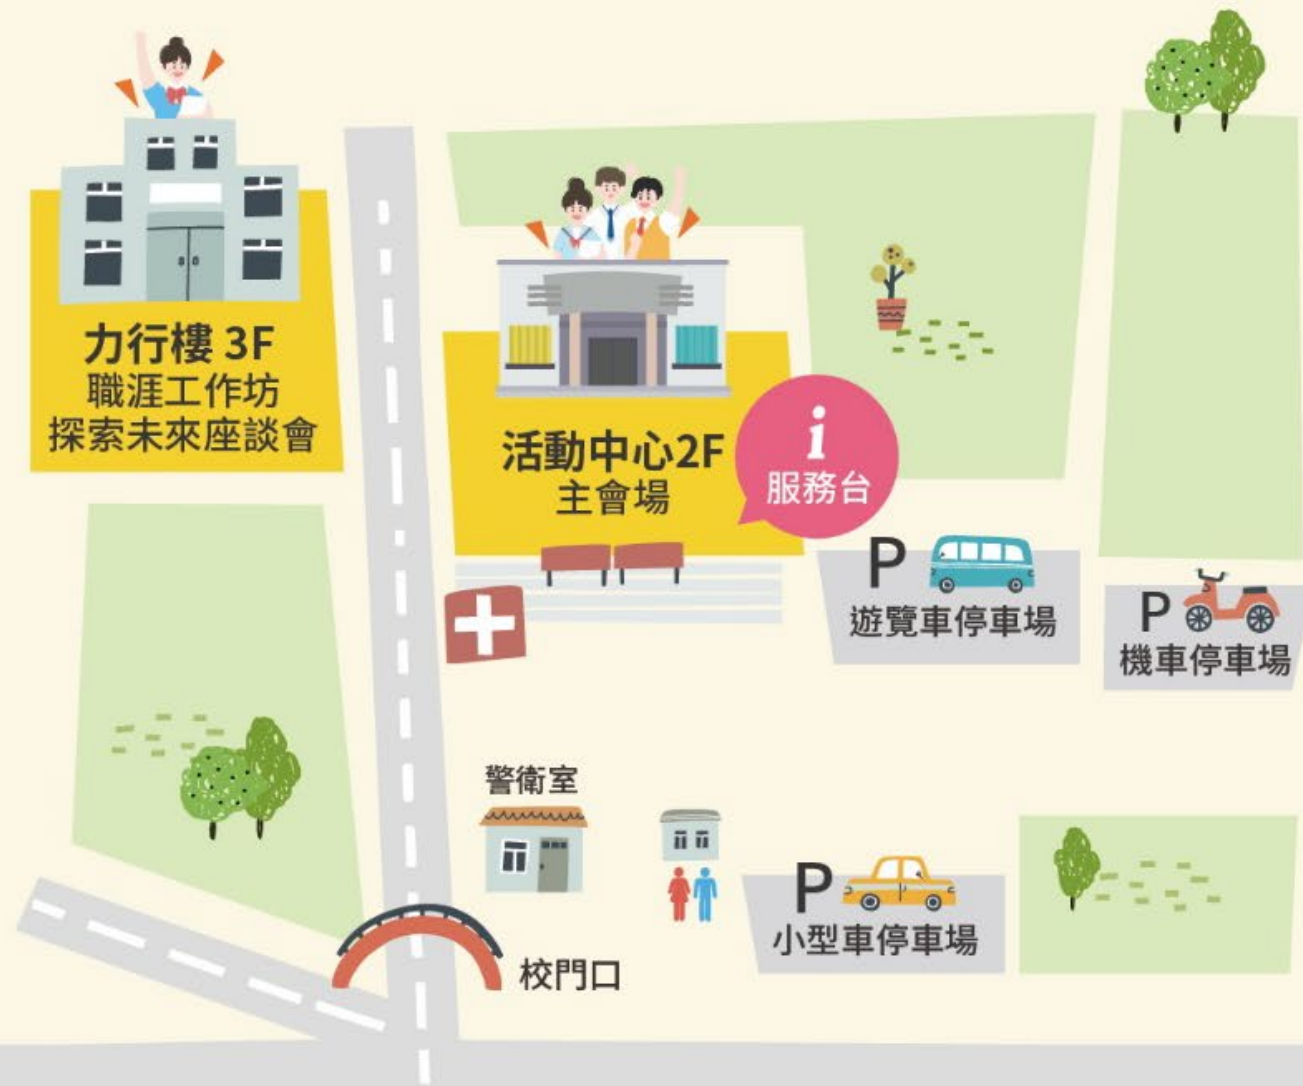 力行樓 3F
職涯工作坊
探索未來座談會
活動中心2F
主會場
i
服務台
P
遊覽車停車場
P
機車停車場
警衛室
P
小型車停車場
校門口